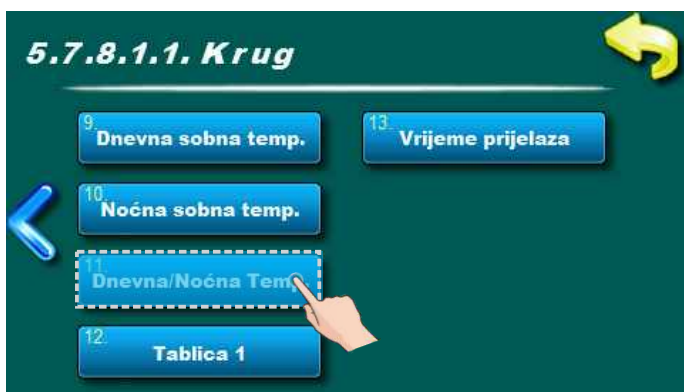 5.7.8.1.1. Krug
9. Dnevna sobna temp.
10. Noćna sobna temp.
11. Dnevna/Noćna Temp.
12. Tablica 1
13. Vrijeme prijelaza